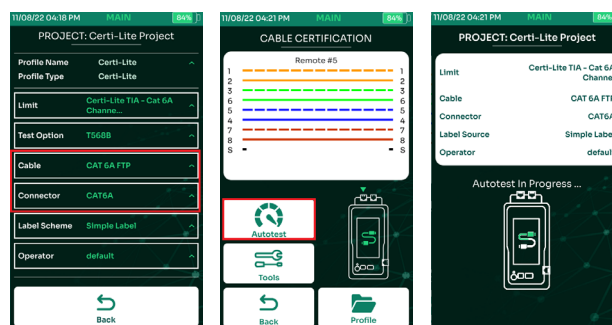 11/08/22 04:18 PM MAIN 84%
PROJECT: Certi-Lite Project
Profile Name Certi-Lite
Profile Type Certi-Lite
Limit Certi-Lite TIA - Cat 6A
Channe...
Test Option T568B
Cable CAT 6A FTP
Connector CAT6A
Label Scheme Simple Label
Operator default
Back
11/08/22 04:21 PM MAIN 84%
CABLE CERTIFICATION
Remote #5
1 1
2 2
3 3
6 6
5 5
4 4
7 7
8 8
S S
Autotest
Tools
Back Profile
11/08/22 04:21 PM MAIN 84%
PROJECT: Certi-Lite Project
Limit Certi-Lite TIA - Cat 6A
Channe
Cable CAT 6A FTP
Connector CAT6A
Label Source Simple Labe
Operator defaul
Autotest In Progress ...